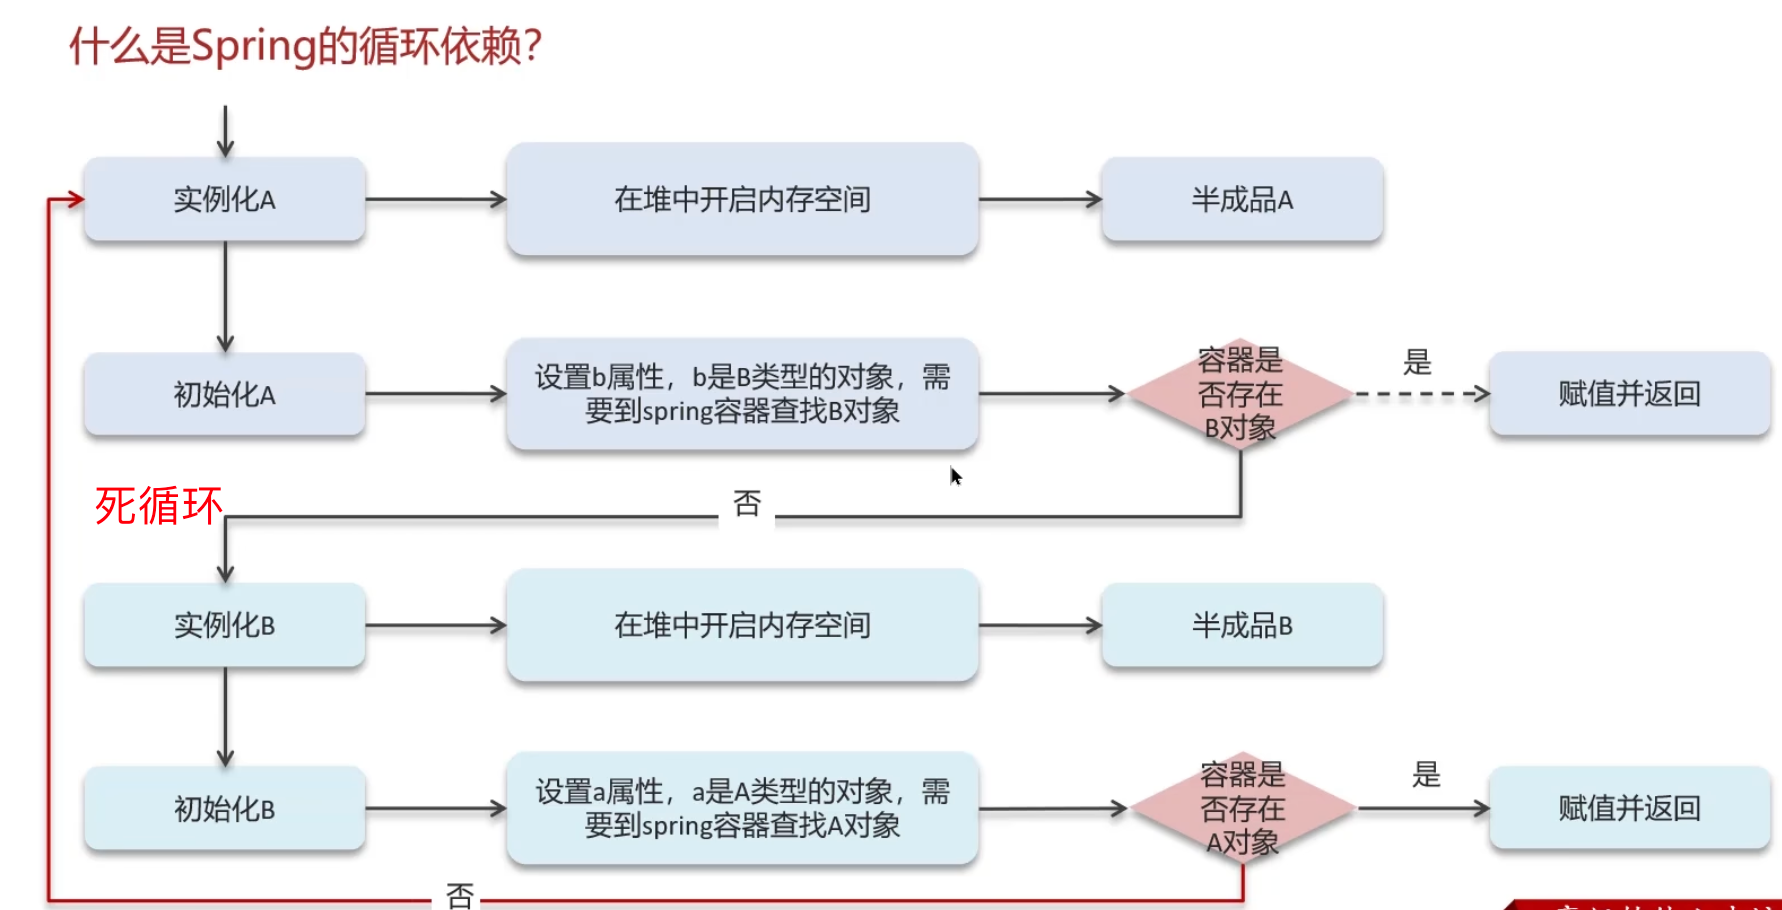 什么是Spring的循环依赖?
实例化A
在堆中开启内存空间
半成品A
初始化A
设置b属性，b是B类型的对象，需
要到spring容器查找B对象
容器是
否存在
B对象
是
赋值并返回
死循环
否
实例化B
在堆中开启内存空间
半成品B
初始化B
设置a属性，a是A类型的对象，需
要到spring容器查找A对象
容器是
否存在
A对象
是
赋值并返回
否